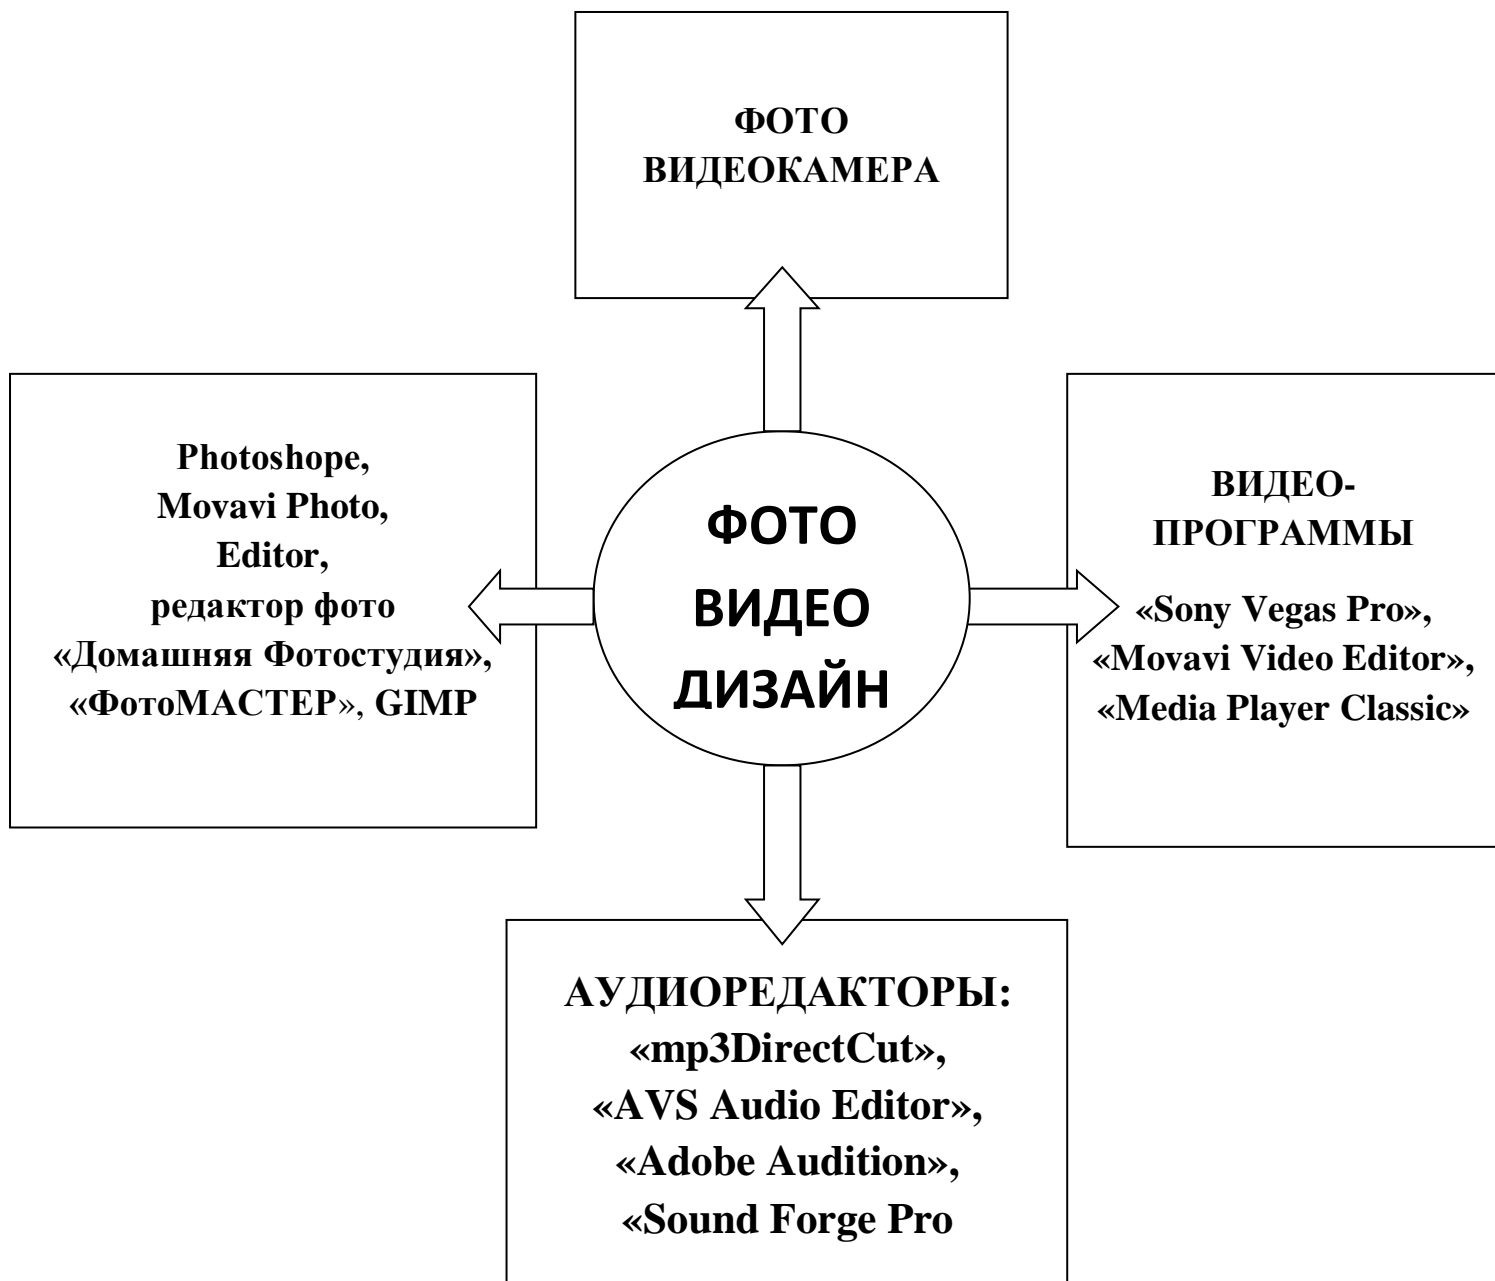 ФОТО
ВИДЕОКАМЕРА
Photoshope,
Movavi Photo,
Editor,
редактор фото
«Домашняя Фотостудия»,
«ФотоМАСТЕР», GIMP
ФОТО
ВИДЕО
ДИЗАЙН
ВИДЕО-
ПРОГРАММЫ
«Sony Vegas Pro»,
«Movavi Video Editor»,
«Media Player Classic»
АУДИОРЕДАКТОРЫ:
«mp3DirectCut»,
«AVS Audio Editor»,
«Adobe Audition»,
«Sound Forge Pro